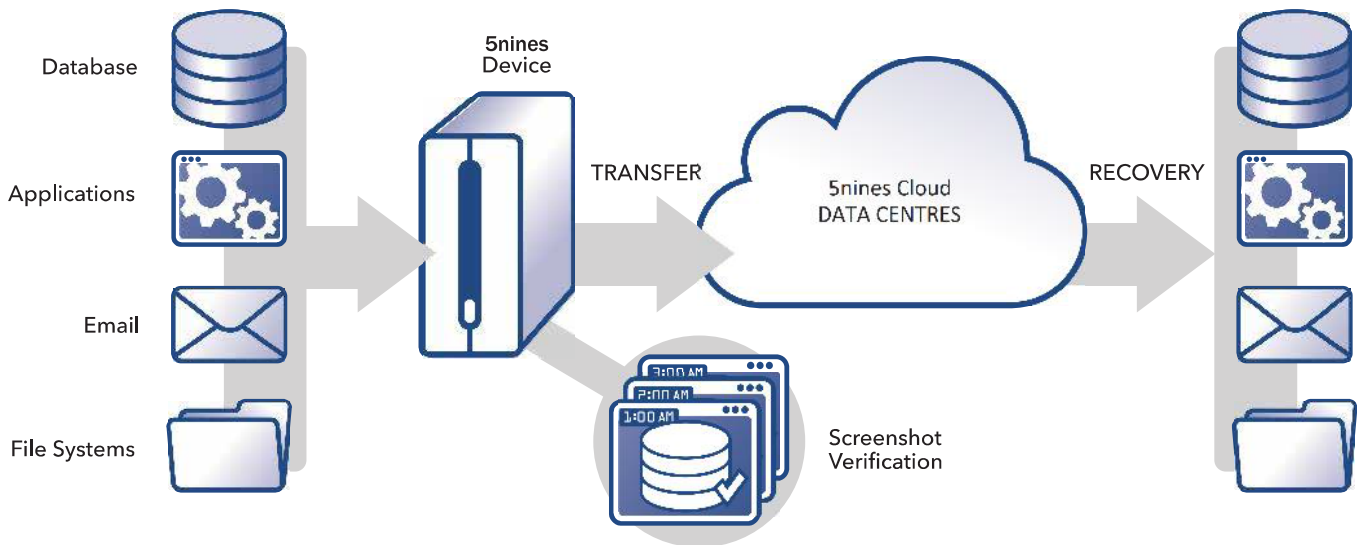 5nines
Device
Database
Applications
Email
File Systems
TRANSFER
5nines Cloud
DATA CENTRES
RECOVERY
3:00 AM
2:00 AM
1:00 AM
Screenshot
Verification